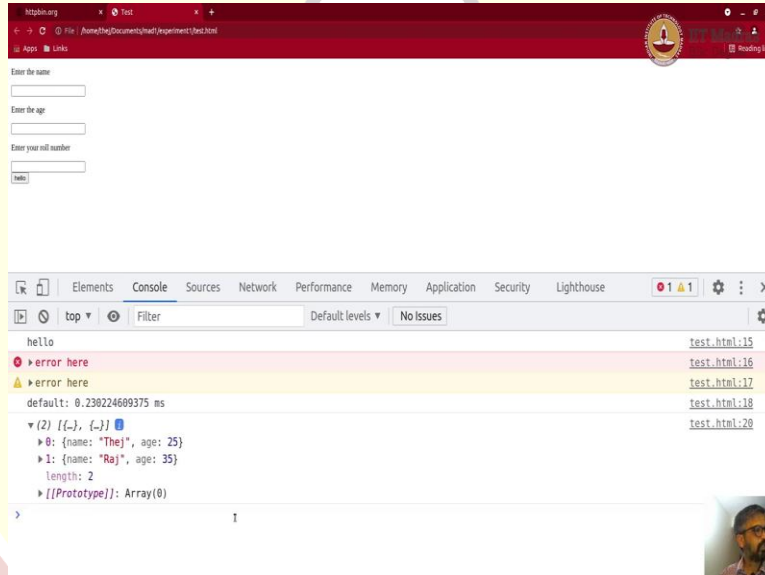 httpbin.org × Test × +
File | /home/thej/Documents/mad1/experiment1/test.html
Apps Links Reading li
Enter the name
Enter the age
Enter your roll number
hello
Elements Console Sources Network Performance Memory Application Security Lighthouse 1 1
top ▼ Filter Default levels ▼ No Issues
hello test.html:15
error here test.html:16
error here test.html:17
default: 0.230224609375 ms test.html:18
▼(2) [{…}, {…}] test.html:20
▶0: {name: "Thej", age: 25}
▶1: {name: "Raj", age: 35}
length: 2
▶[[Prototype]]: Array(0)
>